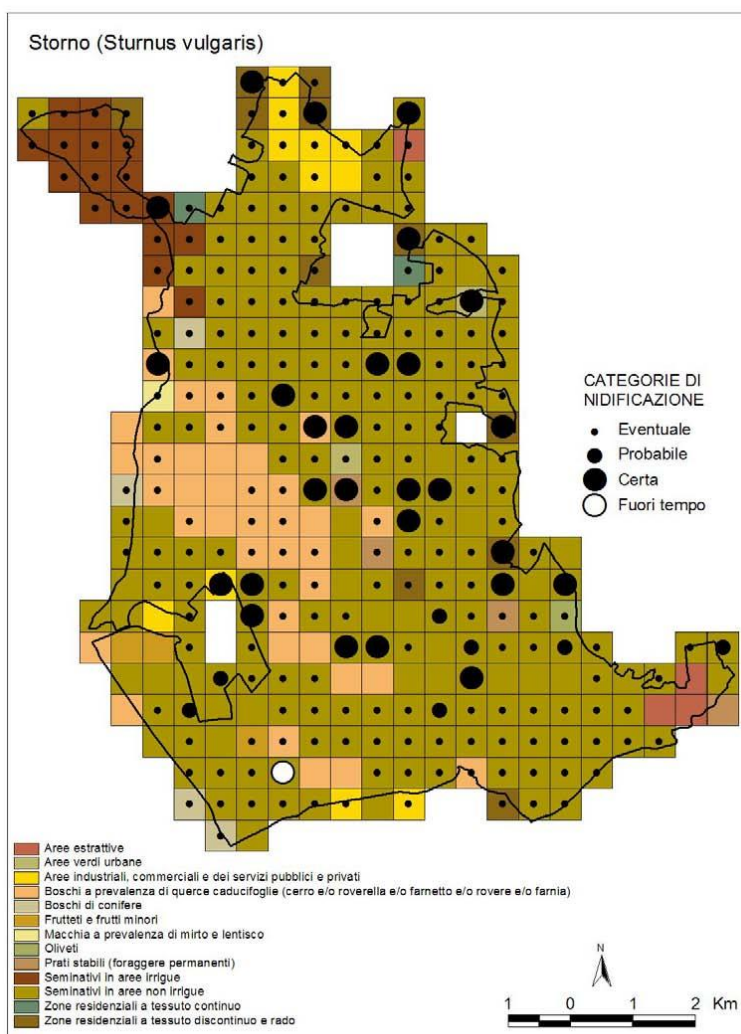 Storno (Sturnus vulgaris)
CATEGORIE DI
NIDIFICAZIONE
Eventuale
Probabile
Certa
Fuori tempo
Aree estrattive
Aree verdi urbane
Aree industriali, commerciali e dei servizi pubblici e privati
Boschi a prevalenza di querce caducifoglie (cerro e/o roverella e/o farnetto e/o rovere e/o farnia)
Boschi di conifere
Frutteti e frutti minori
Macchia a prevalenza di mirto e lentisco
Oliveti
Prati stabili (foraggere permanenti)
Seminativi in aree irrigue
Seminativi in aree non irrigue
Zone residenziali a tessuto continuo
Zone residenziali a tessuto discontinuo e rado
N
1 0 1 2 Km